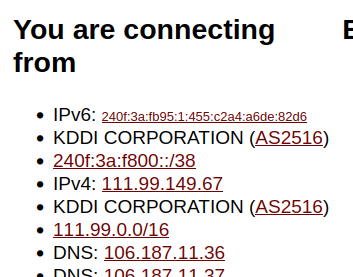 You are connecting
from
E
IPv6: 240f:3a:fb95:1:455:c2a4:a6de:82d6
KDDI CORPORATION (AS2516)
240f:3a:f800::/38
IPv4: 111.99.149.67
KDDI CORPORATION (AS2516)
111.99.0.0/16
DNS: 106.187.11.36
DNS: 106.187.11.37